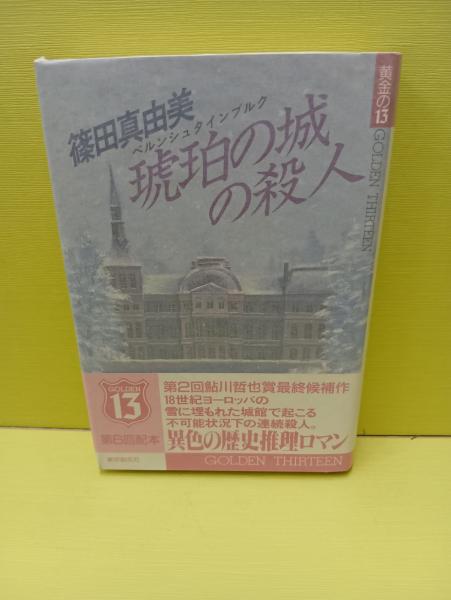 篠田真由美
ベルンシュタインブルク
琥珀の城
の殺人
黄金の13
GOLDEN THIRTEEN
GOLDEN
13
第6回配本
東京創元社
第2回鮎川哲也賞最終候補作
18世紀ヨーロッパの
雪に埋もれた城館で起こる
不可能状況下の連続殺人。
異色の歴史推理ロマン
GOLDEN THIRTEEN